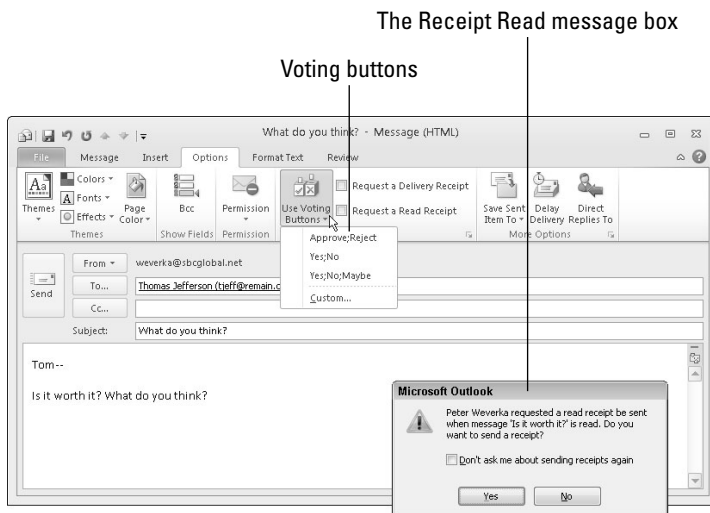 The Receipt Read message box
Voting buttons
What do you think? - Message (HTML)
File Message Insert Options Format Text Review
Aa Themes
Colors
A Fonts
Effects
Page Color
Bcc
Permission
Use Voting Buttons
Request a Delivery Receipt
Request a Read Receipt
Save Sent Item To
Delay Delivery
Direct Replies To
Themes Show Fields Permission More Options
Approve;Reject
Yes;No
Yes;No;Maybe
Custom...
Send
From weverka@sbcglobal.net
To... Thomas Jefferson (tjeff@remain.c
Cc...
Subject: What do you think?
Tom--
Is it worth it? What do you think?
Microsoft Outlook
Peter Weverka requested a read receipt be sent
when message 'Is it worth it?' is read. Do you
want to send a receipt?
Don't ask me about sending receipts again
Yes No